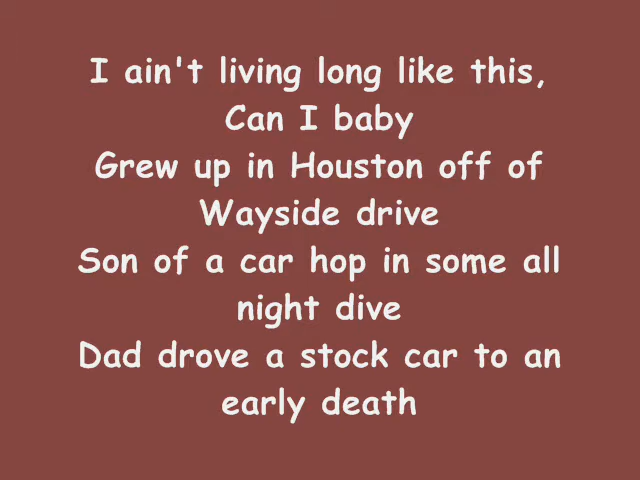 I ain't living long like this,
Can I baby
Grew up in Houston off of
Wayside drive
Son of a car hop in some all
night dive
Dad drove a stock car to an
early death